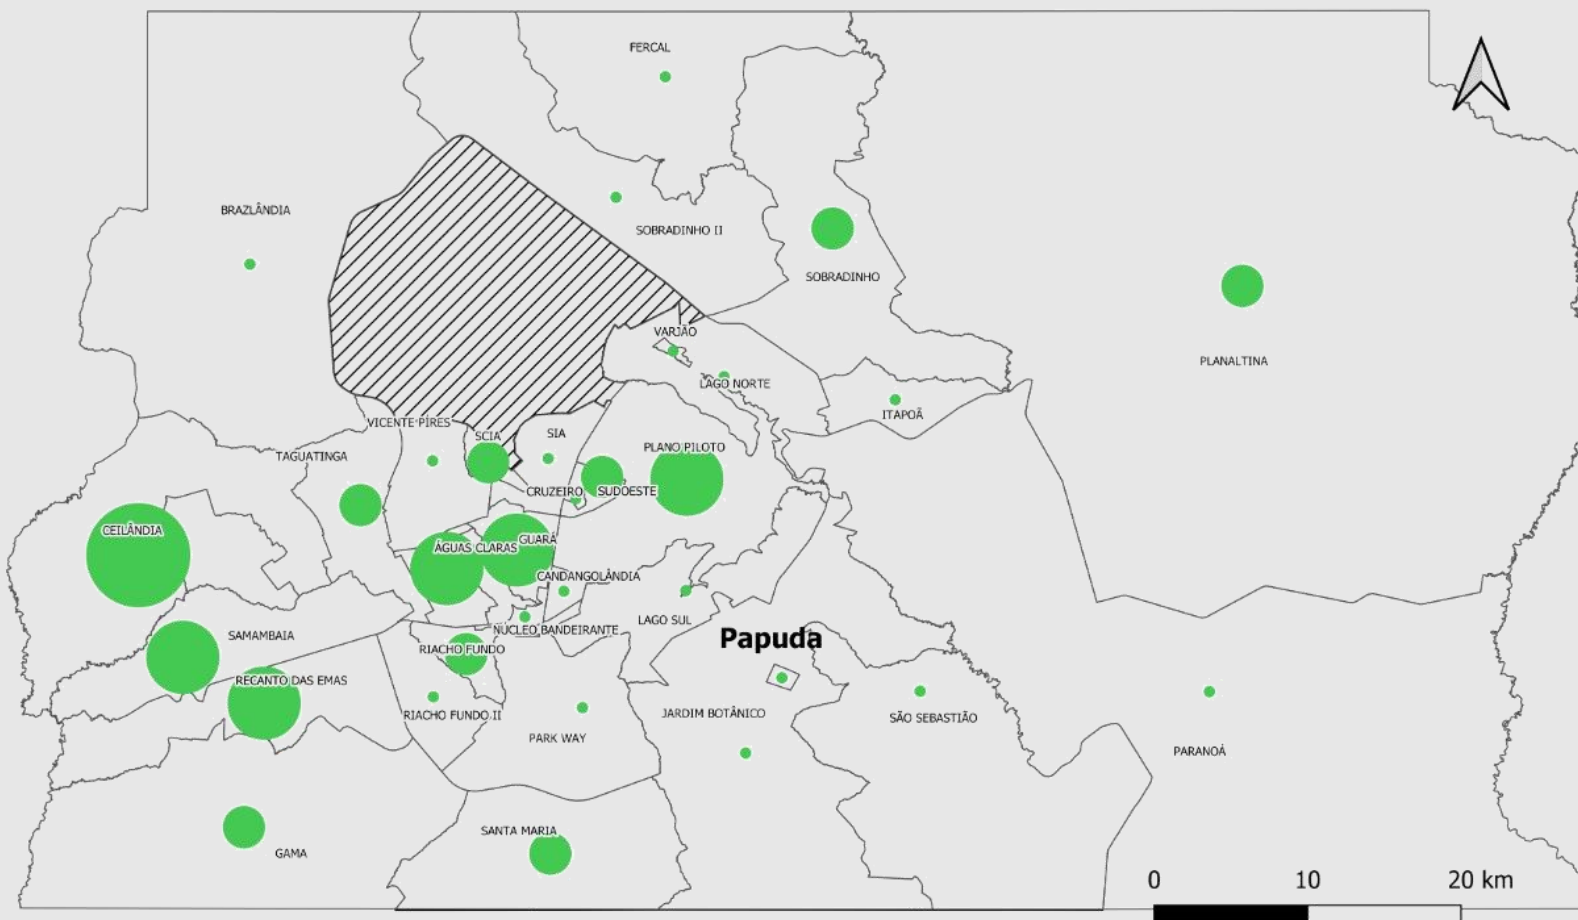 FERCAL
BRAZLÂNDIA
SOBRADINHO II
SOBRADINHO
VARJÃO
PLANALTINA
LAGO NORTE
ITAPOÃ
VICENTE PIRES
SCIA
SIA
PLANO PILOTO
TAGUATINGA
CRUZEIRO
SUDOESTE
CEILÂNDIA
GUARÁ
ÁGUAS CLARAS
CANDANGOLÂNDIA
LAGO SUL
NÚCLEO BANDEIRANTE
SAMAMBAIA
Papuda
RIACHO FUNDO
RECANTO DAS EMAS
RIACHO FUNDO II
JARDIM BOTÂNICO
SÃO SEBASTIÃO
PARK WAY
PARANOÁ
SANTA MARIA
GAMA
0 10 20 km